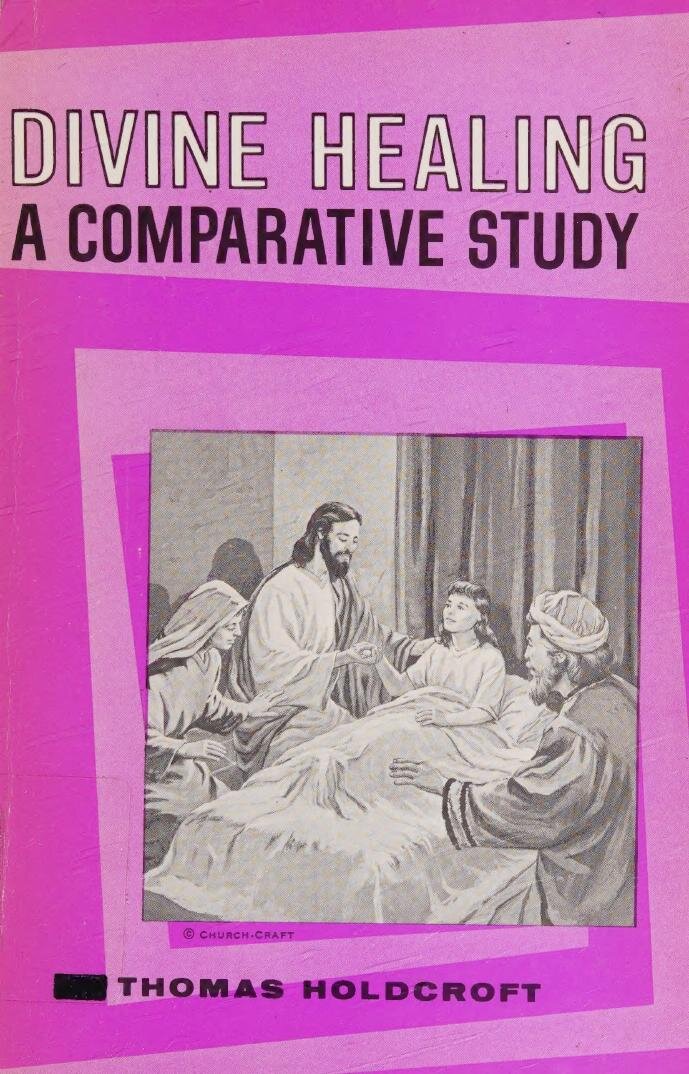 DIVINE HEALING
A COMPARATIVE STUDY
© CHURCH-CRAFT
THOMAS HOLDCROFT